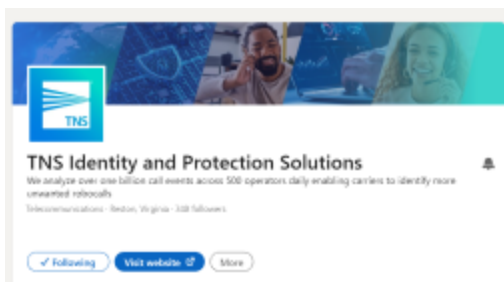 TNS
TNS Identity and Protection Solutions
We analyze over one billion call events across 500 operators daily enabling carriers to identify more
unwanted robocalls
Telecommunications · Reston, Virginia · 348 followers
✓ Following
Visit website
More